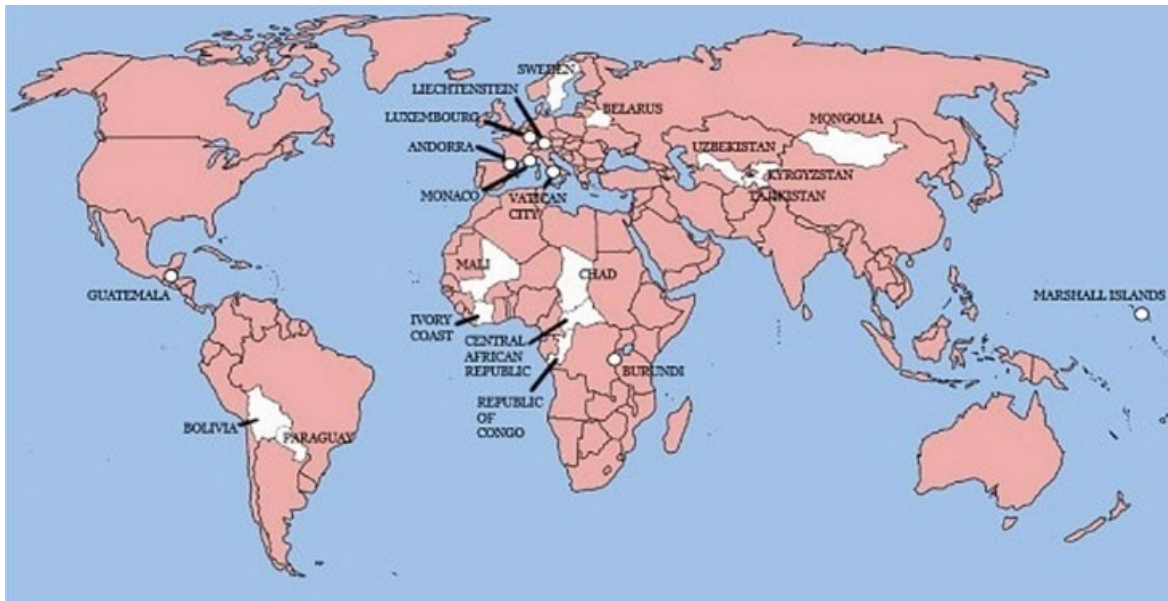 SWEDEN
LIECHTENSTEIN
BELARUS
LUXEMBOURG
MONGOLIA
ANDORRA
UZBEKISTAN
KYRGYZSTAN
MONACO
VATICAN
CITY
TAJIKISTAN
MALI
CHAD
GUATEMALA
MARSHALL ISLANDS
IVORY
COAST
CENTRAL
AFRICAN
REPUBLIC
BURUNDI
REPUBLIC
OF
CONGO
BOLIVIA
PARAGUAY